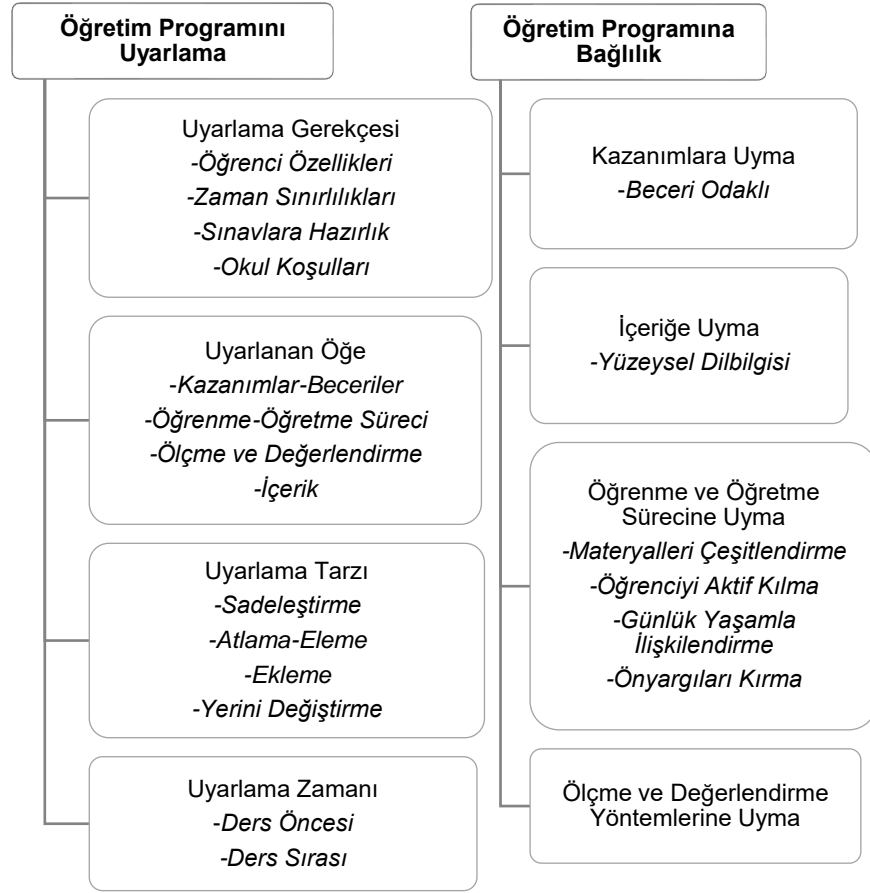 Öğretim Programını
Uyarlama
Uyarlama Gerekçesi
-Öğrenci Özellikleri
-Zaman Sınırlılıkları
-Sınavlara Hazırlık
-Okul Koşulları
Uyarlanan Öğe
-Kazanımlar-Beceriler
-Öğrenme-Öğretme Süreci
-Ölçme ve Değerlendirme
-İçerik
Uyarlama Tarzı
-Sadeleştirme
-Atlama-Eleme
-Ekleme
-Yerini Değiştirme
Uyarlama Zamanı
-Ders Öncesi
-Ders Sırası
Öğretim Programına
Bağlılık
Kazanımlara Uyma
-Beceri Odaklı
İçeriğe Uyma
-Yüzeysel Dilbilgisi
Öğrenme ve Öğretme
Sürecine Uyma
-Materyalleri Çeşitlendirme
-Öğrenciyi Aktif Kılma
-Günlük Yaşamla
İlişkilendirme
-Önyargıları Kırma
Ölçme ve Değerlendirme
Yöntemlerine Uyma